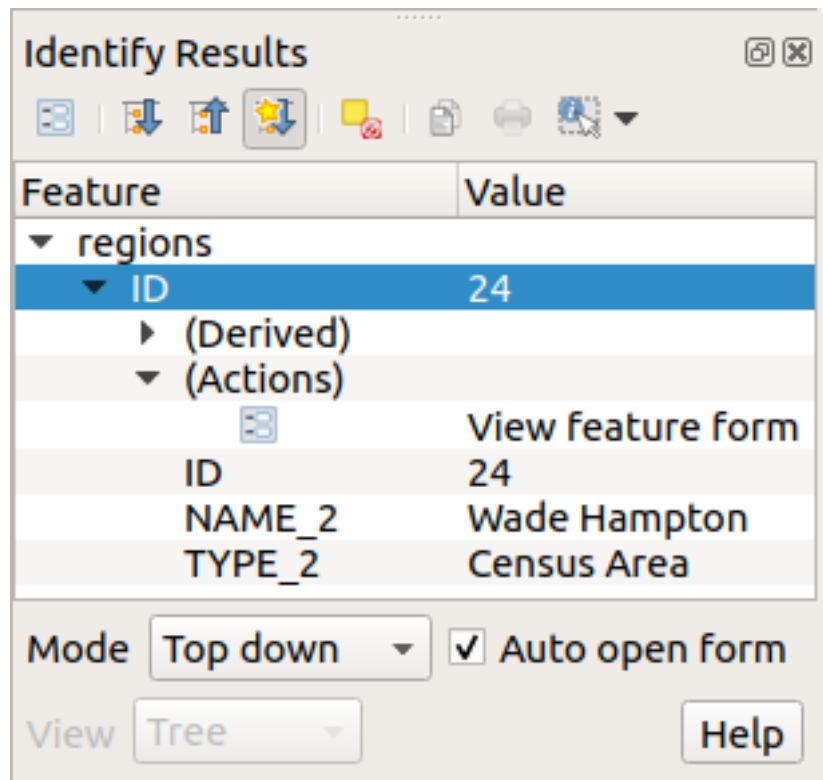 Identify Results
Feature Value
regions
ID 24
(Derived)
(Actions)
View feature form
ID 24
NAME_2 Wade Hampton
TYPE_2 Census Area
Mode Top down Auto open form
View Tree Help